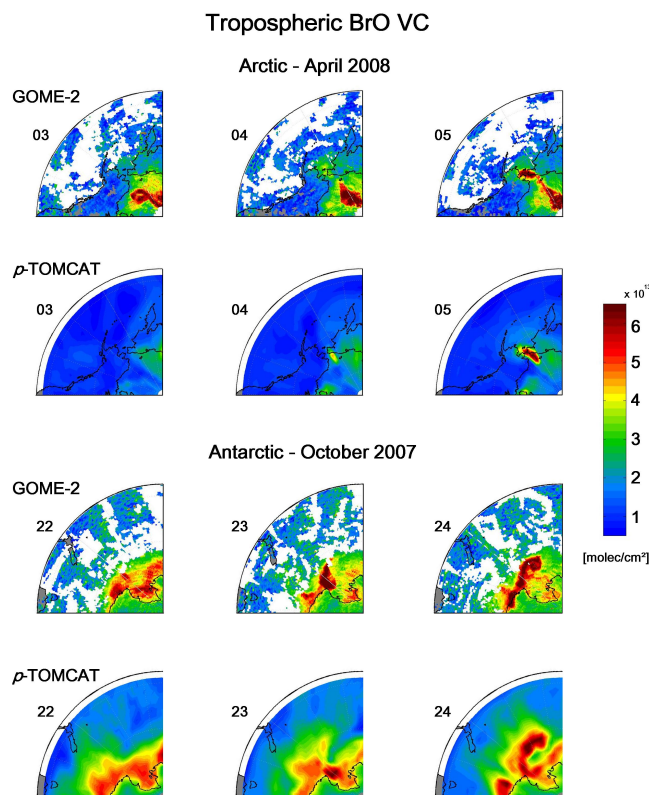 Tropospheric BrO VC
Arctic - April 2008
GOME-2
03 04 05
p-TOMCAT
03 04 05
x 10¹³
6
5
4
3
2
1
[molec/cm²]
Antarctic - October 2007
GOME-2
22 23 24
p-TOMCAT
22 23 24